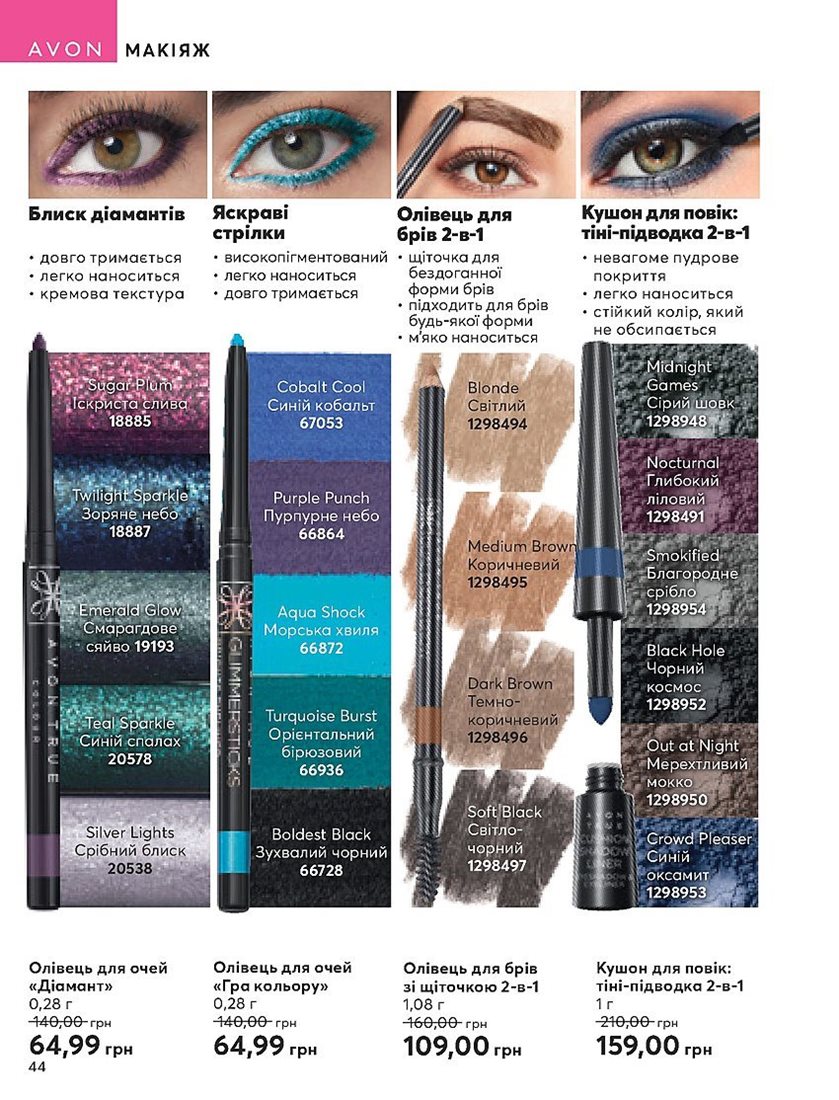 AVON
МАКІЯЖ
Блиск діамантів
• довго тримається
• легко наноситься
• кремова текстура
Яскраві
стрілки
• високопігментований
• легко наноситься
• довго тримається
Олівець для
брів 2-в-1
• щіточка для
бездоганної
форми брів
• підходить для брів
будь-якої форми
• м'яко наноситься
Кушон для повік:
тіні-підводка 2-в-1
• невагоме пудрове
покриття
• легко наноситься
• стійкий колір, який
не обсипається
Sugar Plum
Іскриста слива
18885
Twilight Sparkle
Зоряне небо
18887
Emerald Glow
Смарагдове
сяйво 19193
Teal Sparkle
Синій спалах
20578
Silver Lights
Срібний блиск
20538
AVON TRUE
COLOUR
Cobalt Cool
Синій кобальт
67053
Purple Punch
Пурпурне небо
66864
Aqua Shock
Морська хвиля
66872
Turquoise Burst
Орієнтальний
бірюзовий
66936
Boldest Black
Зухвалий чорний
66728
GLIMMERSTICKS
Blonde
Світлий
1298494
Medium Brown
Коричневий
1298495
Dark Brown
Темно-
коричневий
1298496
Soft Black
Світло-
чорний
1298497
Midnight
Games
Сірий шовк
1298948
Nocturnal
Глибокий
ліловий
1298491
Smokified
Благородне
срібло
1298954
Black Hole
Чорний
космос
1298952
Out at Night
Мерехтливий
мокко
1298950
Crowd Pleaser
Синій
оксамит
1298953
AVON
TRUE
CUSHION
SHADOW
LINER
Олівець для очей
«Діамант»
0,28 г
140,00 грн
64,99 грн
Олівець для очей
«Гра кольору»
0,28 г
140,00 грн
64,99 грн
Олівець для брів
зі щіточкою 2-в-1
1,08 г
160,00 грн
109,00 грн
Кушон для повік:
тіні-підводка 2-в-1
1 г
210,00 грн
159,00 грн
44